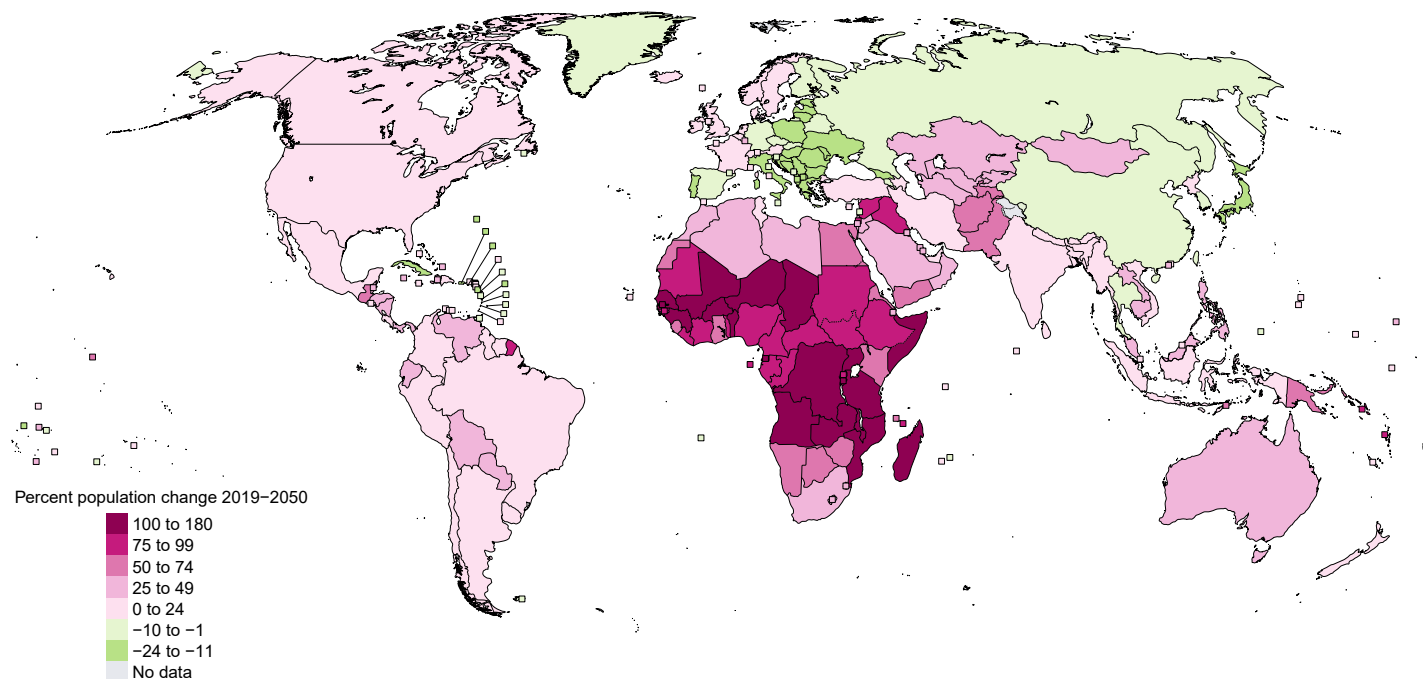 Percent population change 2019−2050
100 to 180
75 to 99
50 to 74
25 to 49
0 to 24
−10 to −1
−24 to −11
No data